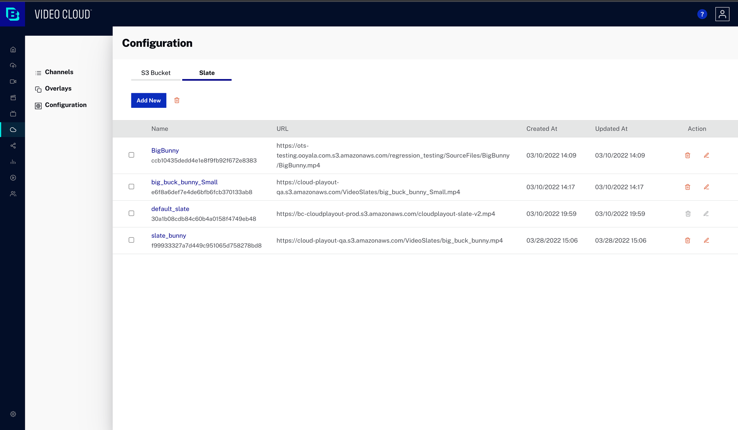 VIDEO CLOUD
?
Configuration
Channels
Overlays
Configuration
S3 Bucket Slate
Add New
Name URL Created At Updated At Action
BigBunny
ccb10435dedd4e1e8f9fb92f672e8383
https://ots-
testing.ooyala.com.s3.amazonaws.com/regression_testing/SourceFiles/BigBunny
/BigBunny.mp4
03/10/2022 14:09 03/10/2022 14:09
big_buck_bunny_Small
e6f8a6def7e4de6bfb6fcb370133ab8
https://cloud-playout-
qa.s3.amazonaws.com/VideoSlates/big_buck_bunny_Small.mp4
03/10/2022 14:17 03/10/2022 14:17
default_slate
30a1b08cdb84c60b4a0158f4749eb48
https://bc-cloudplayout-prod.s3.amazonaws.com/cloudplayout-slate-v2.mp4
03/10/2022 19:59 03/10/2022 19:59
slate_bunny
f99933327a7d449c951065d758278bd8
https://cloud-playout-qa.s3.amazonaws.com/VideoSlates/big_buck_bunny.mp4
03/28/2022 15:06 03/28/2022 15:06